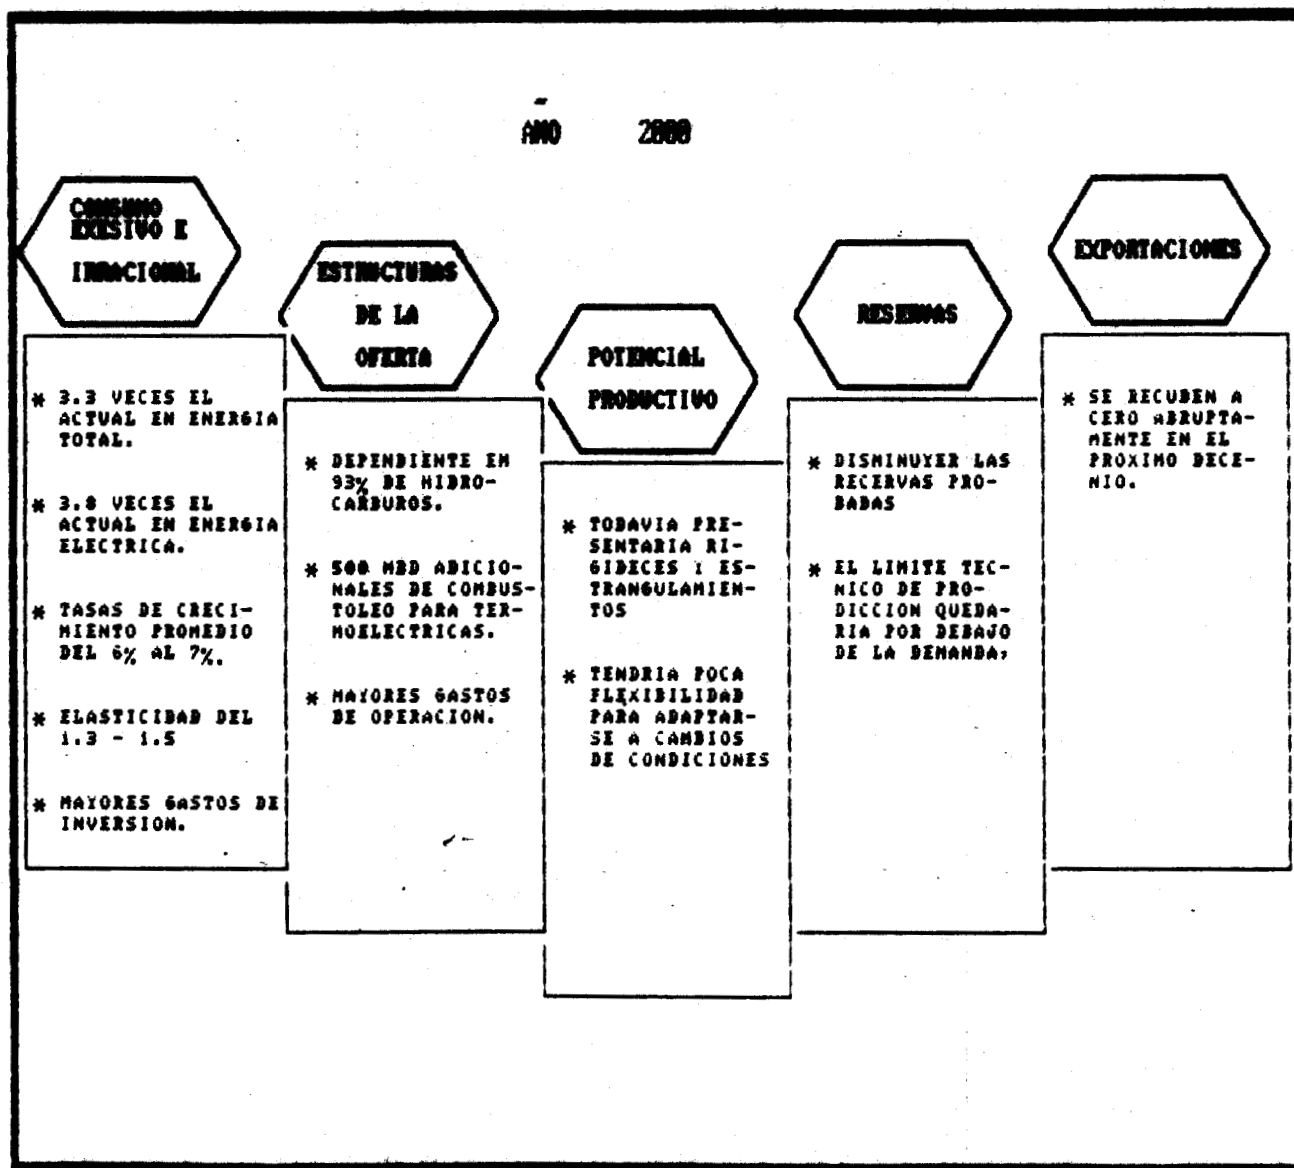 AÑO 2000
CONSUMO
EXESIVO E
IRRACIONAL
* 3.3 VECES EL
ACTUAL EN ENERGIA
TOTAL.
* 3.8 VECES EL
ACTUAL EN ENERGIA
ELECTRICA.
* TASAS DE CRECI-
MIENTO PROMEDIO
DEL 6% AL 7%.
* ELASTICIDAD DEL
1.3 - 1.5
* MAYORES GASTOS DE
INVERSION.
ESTRUCTURAS
DE LA
OFERTA
* DEPENDIENTE EN
93% DE HIDRO-
CARBUROS.
* 500 MBD ADICIO-
NALES DE COMBUS-
TOLEO PARA TER-
MOELECTRICAS.
* MAYORES GASTOS
DE OPERACION.
POTENCIAL
PRODUCTIVO
* TODAVIA PRE-
SENTARIA RI-
GIDECES Y ES-
TRANGULAMIEN-
TOS
* TENDRIA POCA
FLEXIBILIDAD
PARA ADAPTAR-
SE A CAMBIOS
DE CONDICIONES
RESERVAS
* DISMINUYER LAS
RECERVAS PRO-
BADAS
* EL LIMITE TEC-
NICO DE PRO-
DICCION QUEDA-
RIA POR DEBAJO
DE LA DEMANDA;
EXPORTACIONES
* SE RECUDEN A
CERO ABRUPTA-
MENTE EN EL
PROXIMO DECE-
NIO.